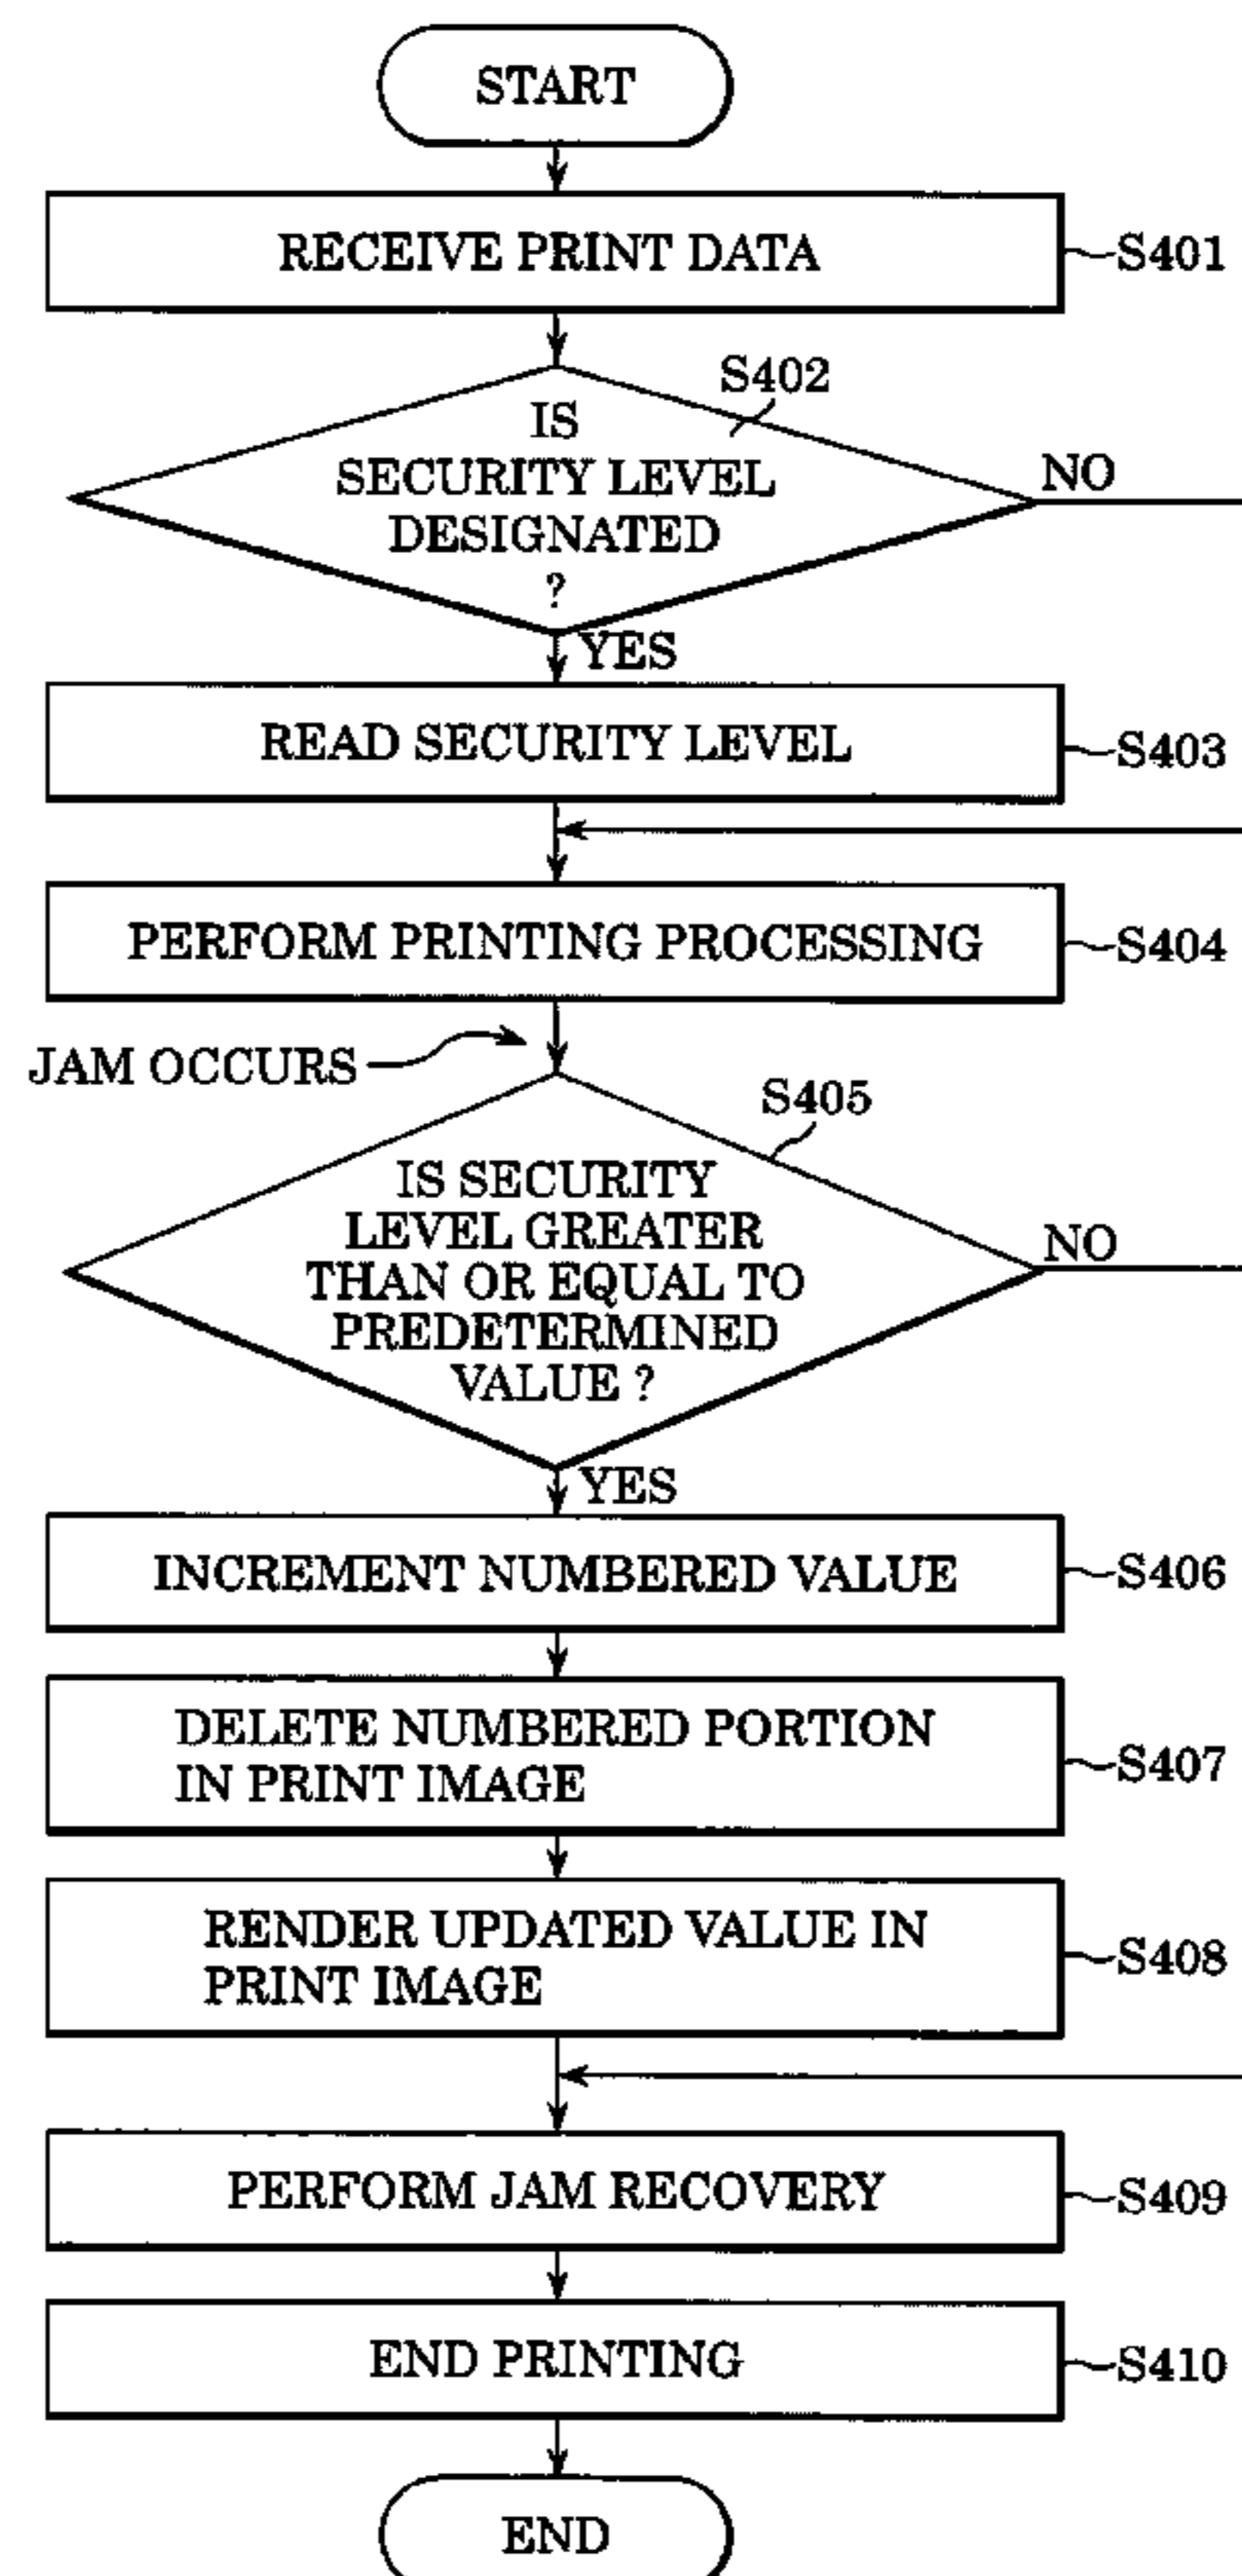 START
RECEIVE PRINT DATA
S401
S402
IS
SECURITY LEVEL
DESIGNATED
?
NO
YES
READ SECURITY LEVEL
S403
PERFORM PRINTING PROCESSING
S404
JAM OCCURS
S405
IS SECURITY
LEVEL GREATER
THAN OR EQUAL TO
PREDETERMINED
VALUE ?
NO
YES
INCREMENT NUMBERED VALUE
S406
DELETE NUMBERED PORTION
IN PRINT IMAGE
S407
RENDER UPDATED VALUE IN
PRINT IMAGE
S408
PERFORM JAM RECOVERY
S409
END PRINTING
S410
END